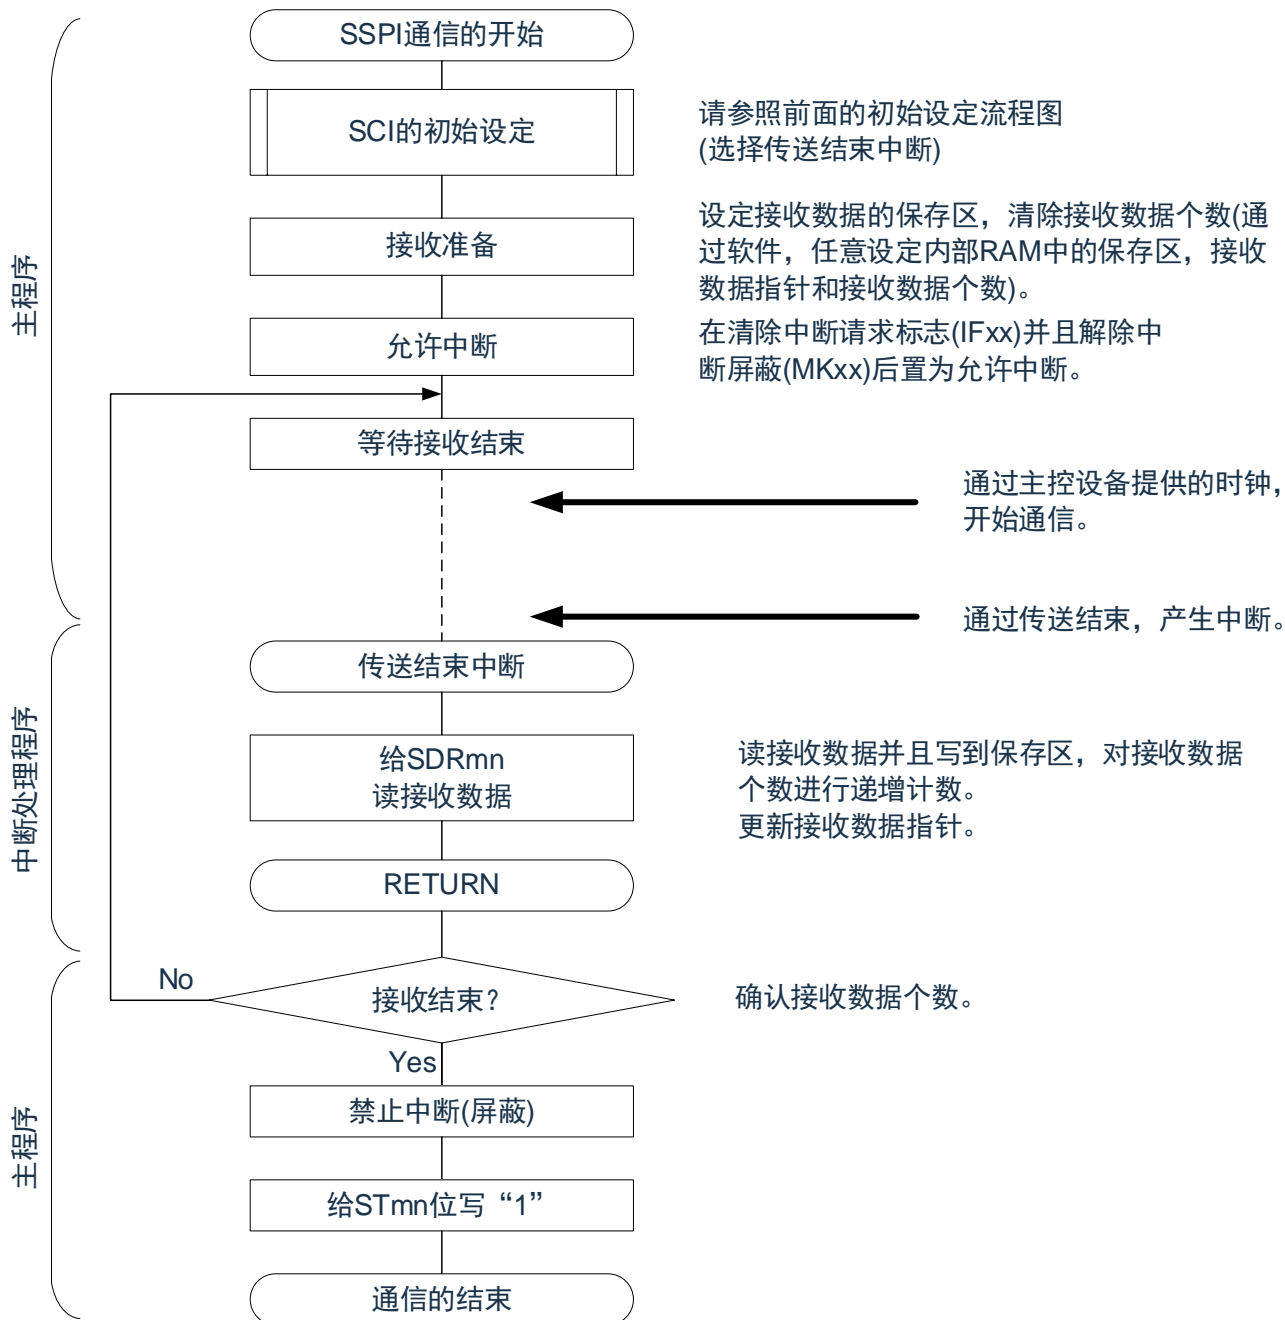 SSPI通信的开始
SCI的初始设定
请参照前面的初始设定流程图
(选择传送结束中断)
接收准备
设定接收数据的保存区，清除接收数据个数(通
过软件，任意设定内部RAM中的保存区，接收
数据指针和接收数据个数)。
主程序
允许中断
在清除中断请求标志(IFxx)并且解除中
断屏蔽(MKxx)后置为允许中断。
等待接收结束
通过主控设备提供的时钟，
开始通信。
通过传送结束，产生中断。
传送结束中断
中断处理程序
给SDRmn
读接收数据
读接收数据并且写到保存区，对接收数据
个数进行递增计数。
更新接收数据指针。
RETURN
No
接收结束？
确认接收数据个数。
Yes
主程序
禁止中断(屏蔽)
给STmn位写“1”
通信的结束